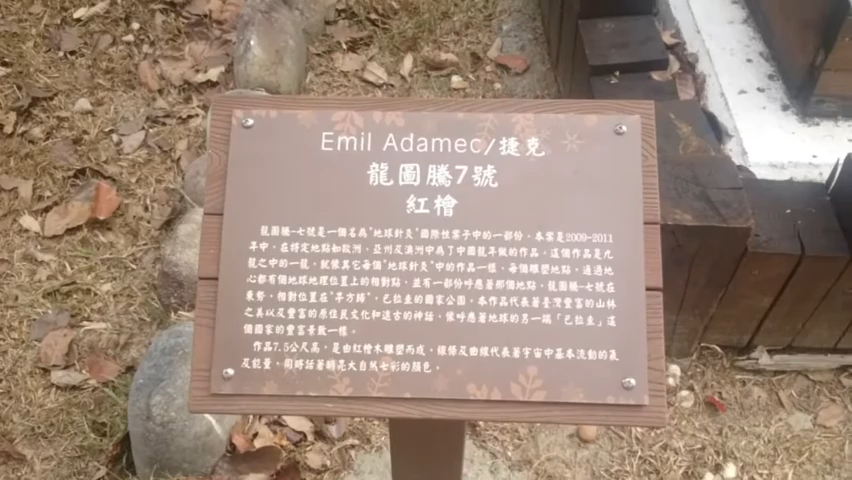 Emil Adamec/捷克
龍圖騰7號
紅檜
龍圖騰-七號是一個名為"地球針灸"國際性案子中的一部份。本案是2009-2011
年中,在特定地點如歐洲,亞州及澳洲中為了中國龍年做的作品。這個作品是九
龍之中的一龍,就像其它每個"地球針灸"中的作品一樣,每個雕塑地點,通過地
心都有個地球地理位置上的相對點,並有一部份呼應著那個地點。龍圖騰-七號在
東勢,相對位置在 ,巴拉圭的國家公園。本作品代表著臺灣豐富的山林
之美以及豐富的原住民文化和遠古的神話,像呼應著地球的另一端「巴拉圭」這
個國家的豐富景緻一樣。
作品7.5公尺高,是由紅檜木雕塑而成,線條及曲線代表著宇宙中基本流動的氣
及能量,同時 著 大自然七彩的顏色。